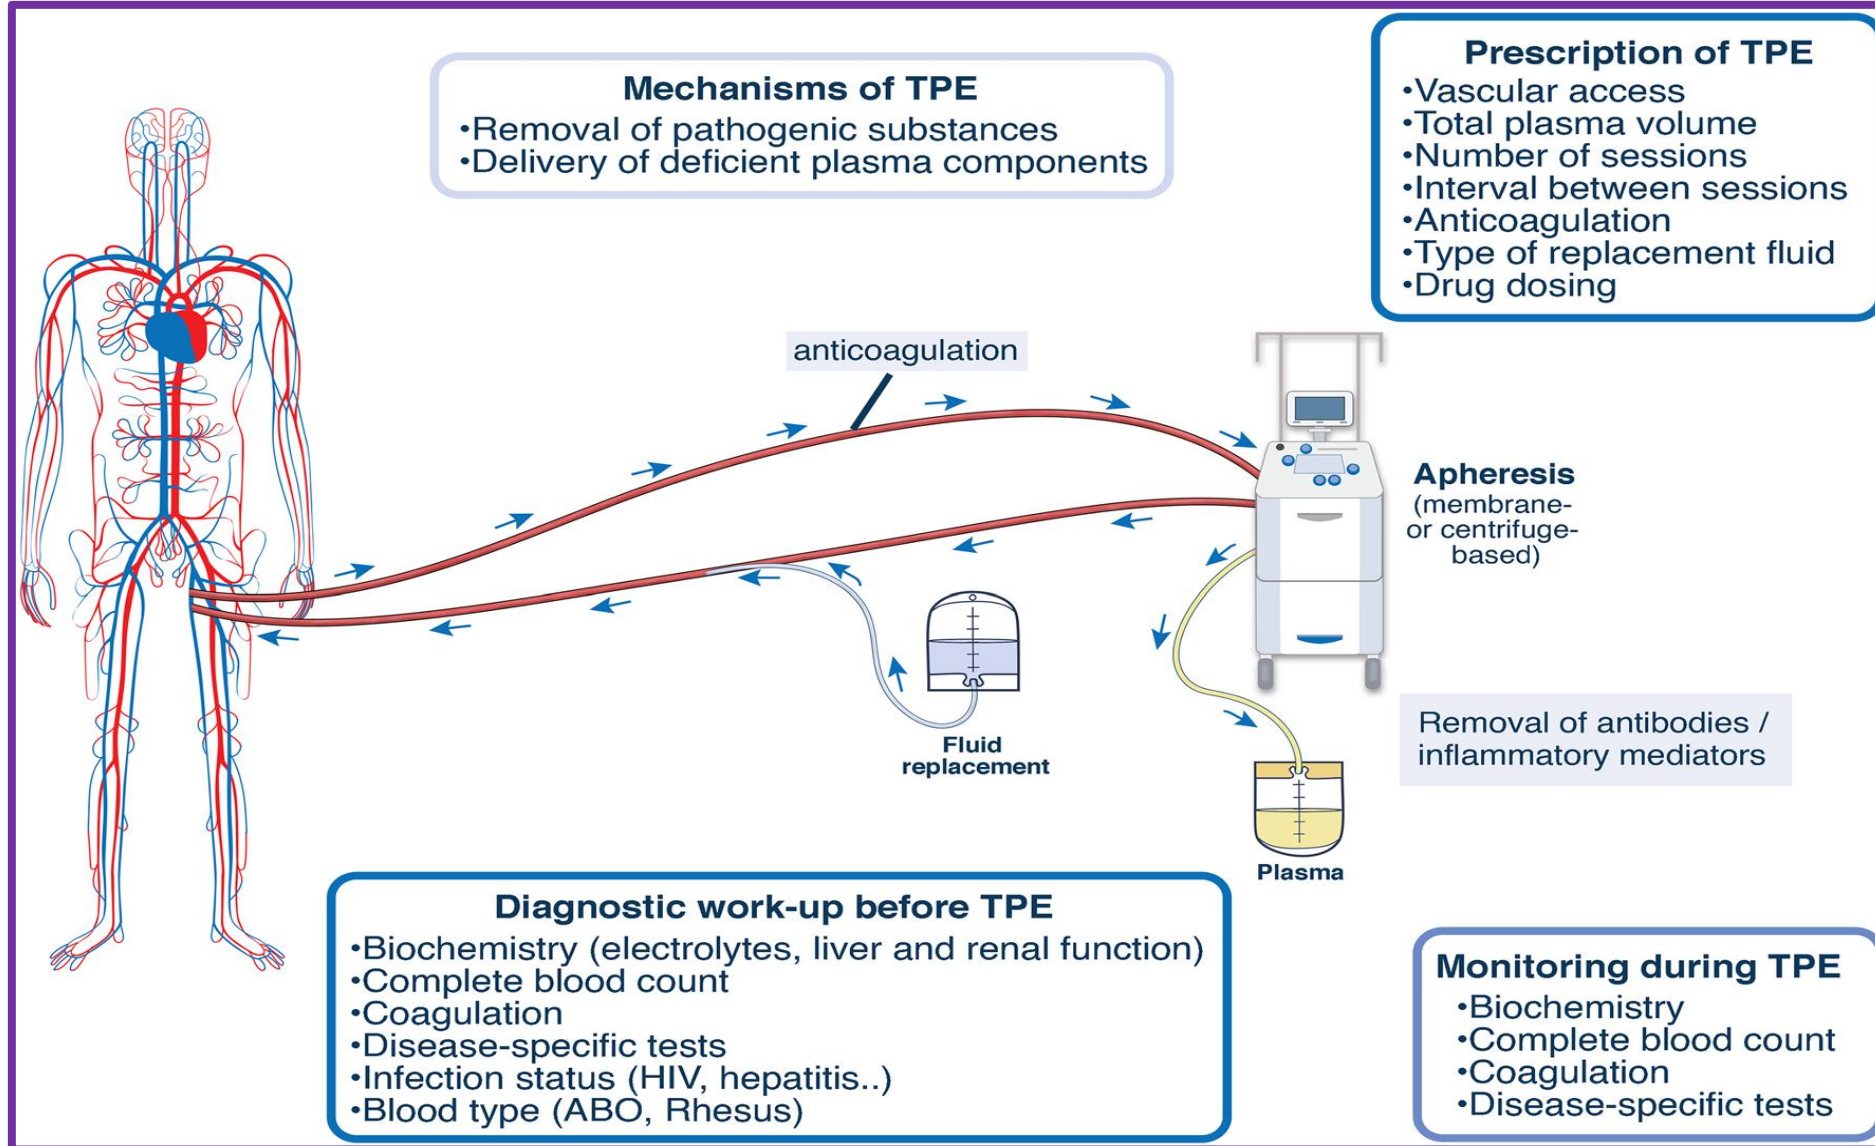 Mechanisms of TPE
•Removal of pathogenic substances
•Delivery of deficient plasma components
Prescription of TPE
•Vascular access
•Total plasma volume
•Number of sessions
•Interval between sessions
•Anticoagulation
•Type of replacement fluid
•Drug dosing
anticoagulation
Apheresis
(membrane-
or centrifuge-
based)
Fluid
replacement
Removal of antibodies /
inflammatory mediators
Plasma
Diagnostic work-up before TPE
•Biochemistry (electrolytes, liver and renal function)
•Complete blood count
•Coagulation
•Disease-specific tests
•Infection status (HIV, hepatitis..)
•Blood type (ABO, Rhesus)
Monitoring during TPE
•Biochemistry
•Complete blood count
•Coagulation
•Disease-specific tests